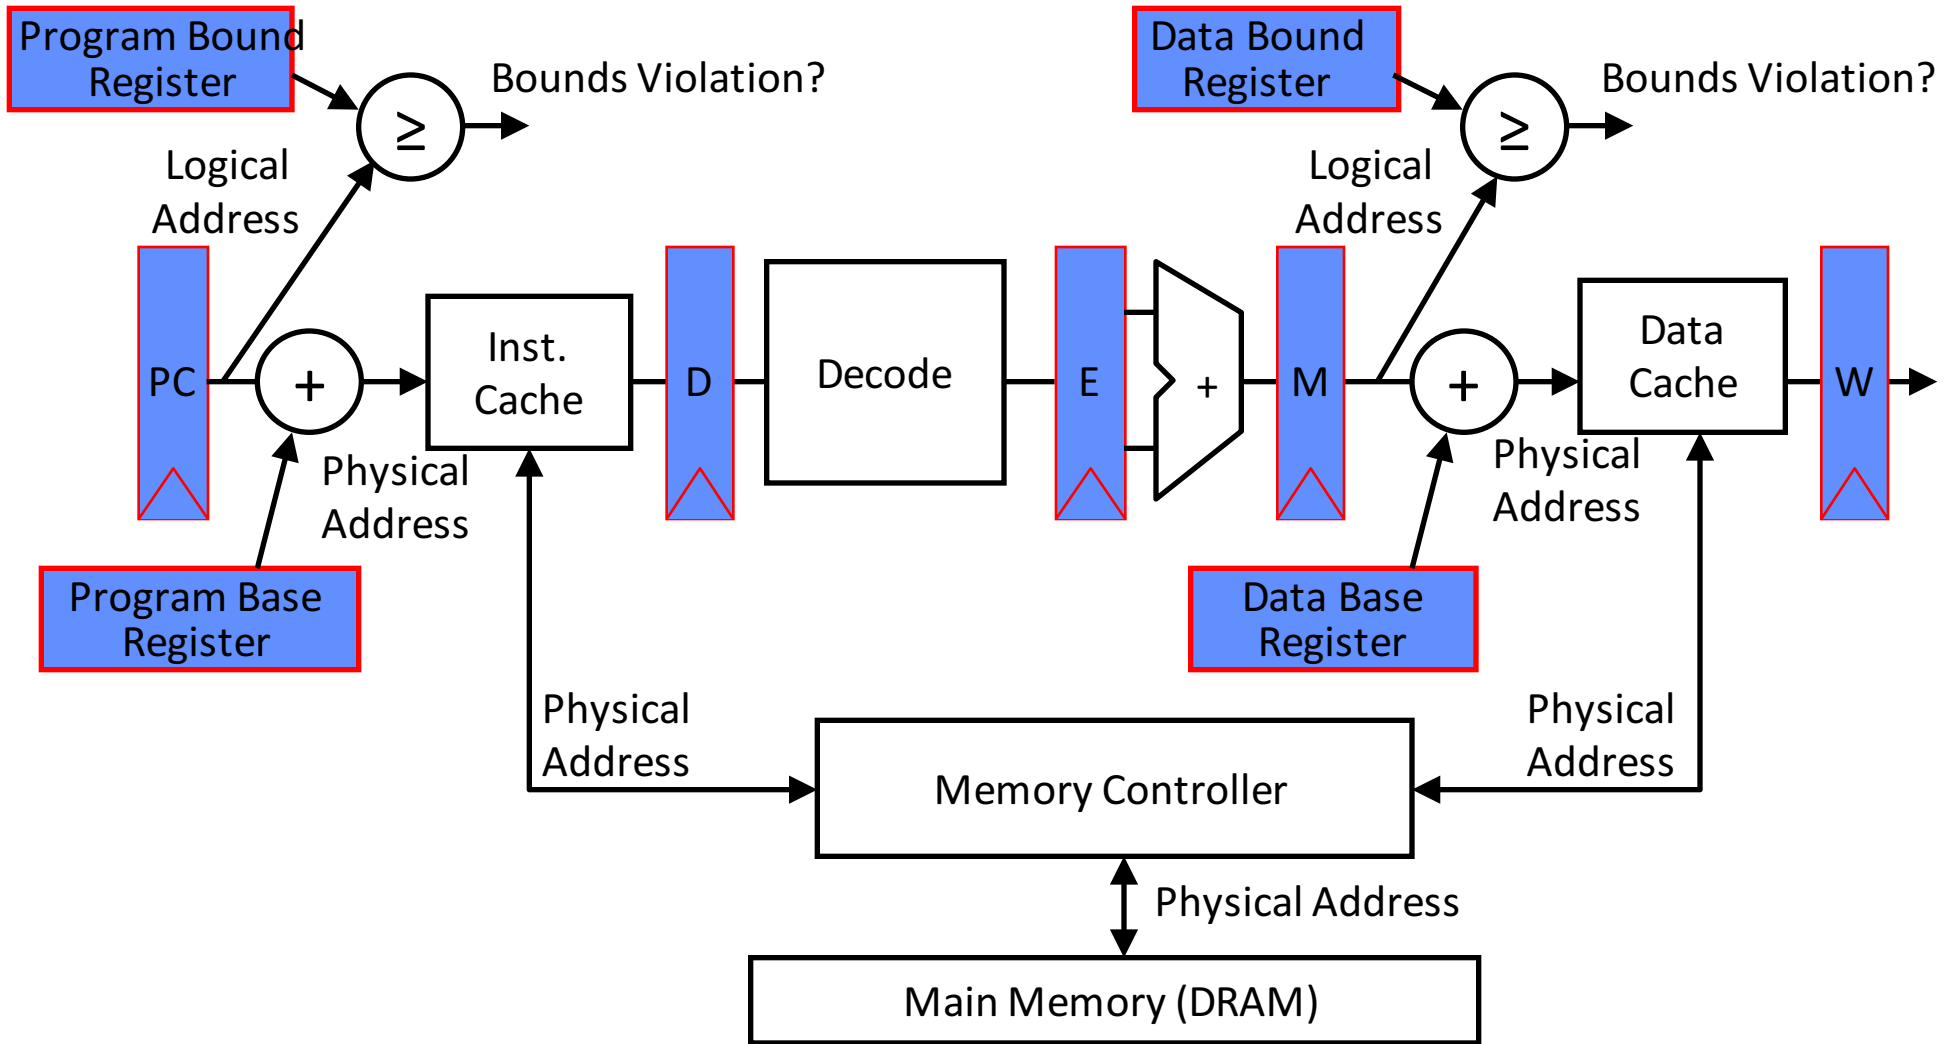 Program Bound
Register
Bounds Violation?
≥
Logical
Address
Data Bound
Register
Bounds Violation?
≥
Logical
Address
PC
+
Inst.
Cache
D
Decode
E
+
M
+
Data
Cache
W
Physical
Address
Physical
Address
Program Base
Register
Data Base
Register
Physical
Address
Memory Controller
Physical
Address
Physical Address
Main Memory (DRAM)